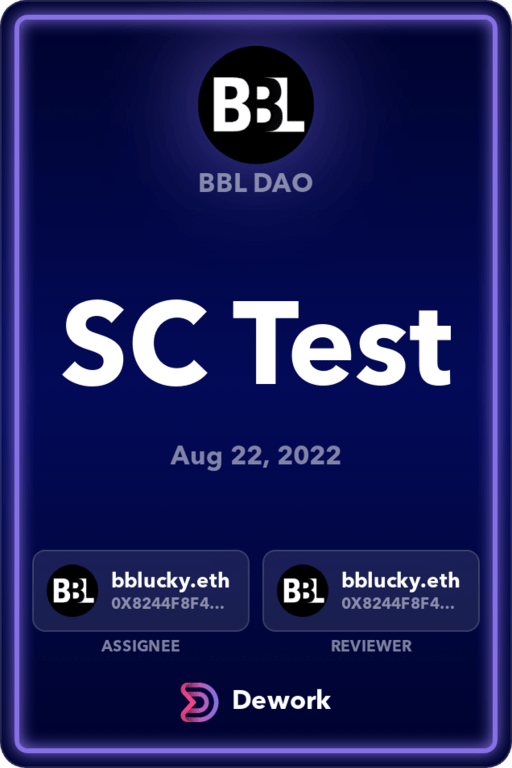 BBL
BBL DAO
SC Test
Aug 22, 2022
BBL bblucky.eth
0X8244F8F4...
BBL bblucky.eth
0X8244F8F4...
ASSIGNEE
REVIEWER
Dework